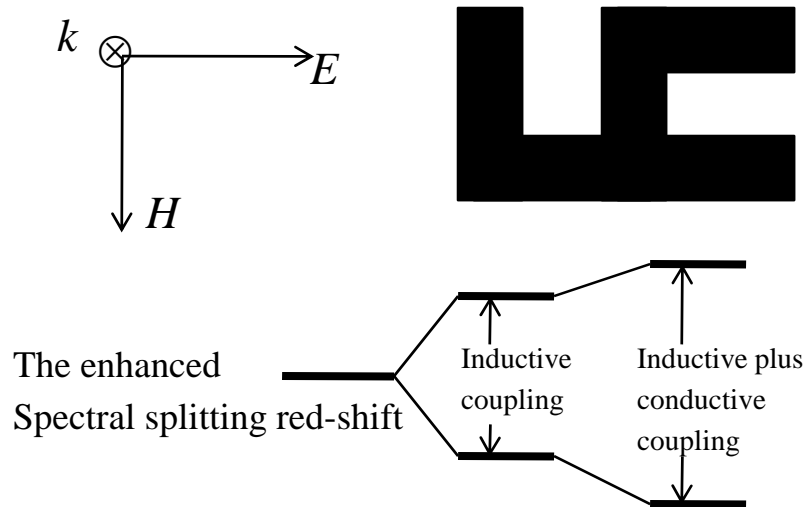 k
E
H
The enhanced
Spectral splitting red-shift
Inductive
coupling
Inductive plus
conductive
coupling